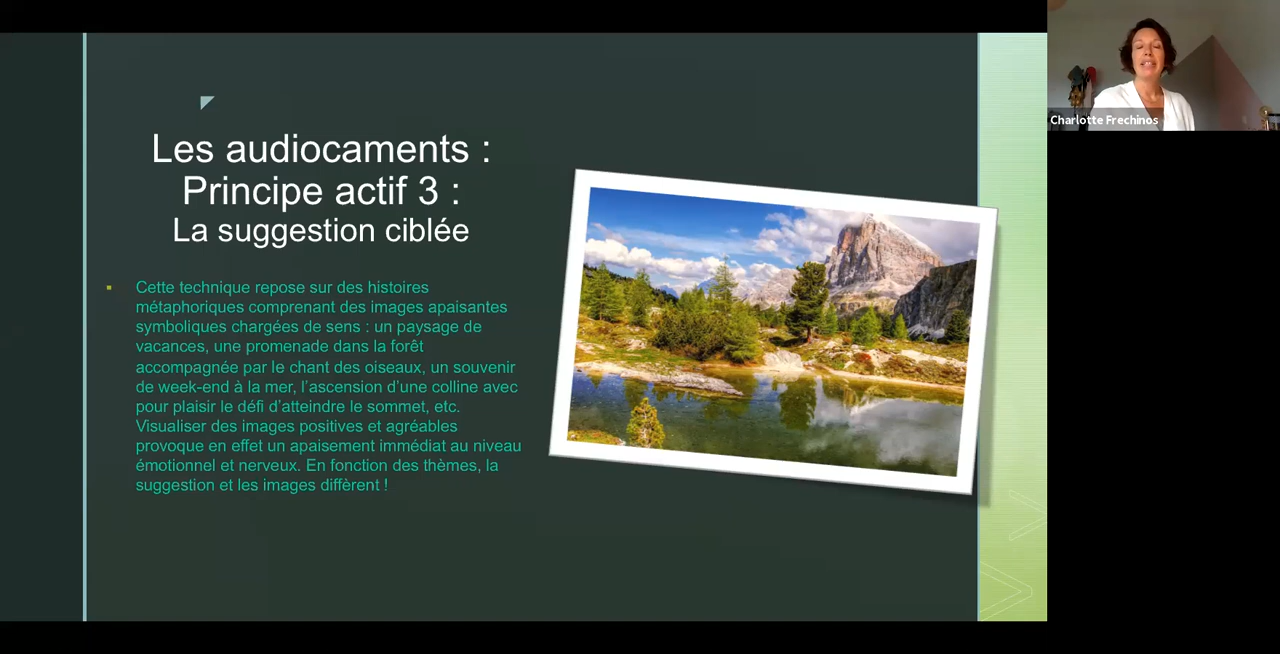 Les audiocaments :
Principe actif 3 :
La suggestion ciblée
Cette technique repose sur des histoires
métaphoriques comprenant des images apaisantes
symboliques chargées de sens : un paysage de
vacances, une promenade dans la forêt
accompagnée par le chant des oiseaux, un souvenir
de week-end à la mer, l’ascension d’une colline avec
pour plaisir le défi d’atteindre le sommet, etc.
Visualiser des images positives et agréables
provoque en effet un apaisement immédiat au niveau
émotionnel et nerveux. En fonction des thèmes, la
suggestion et les images diffèrent !
Charlotte Frechinos